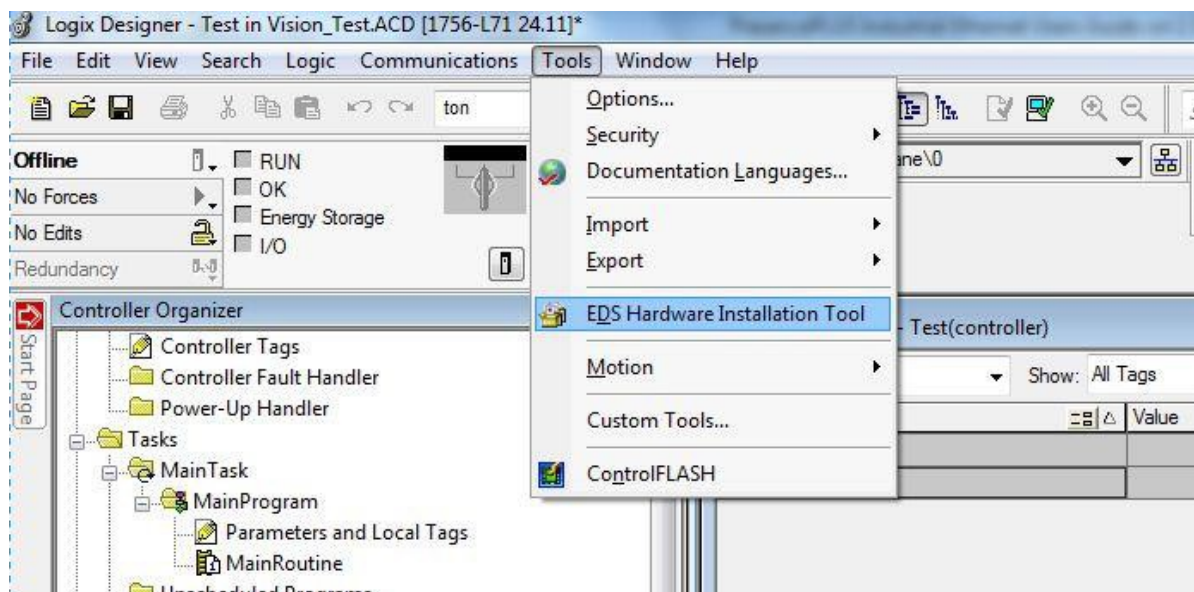 Logix Designer - Test in Vision_Test.ACD [1756-L71 24.11]*
File Edit View Search Logic Communications Tools Window Help
ton
Options...
Security
Documentation Languages...
Import
Export
EDS Hardware Installation Tool
Motion
Custom Tools...
ControlFLASH
Offline
No Forces
No Edits
Redundancy
RUN
OK
Energy Storage
I/O
ane\0
Start Page
Controller Organizer
Controller Tags
Controller Fault Handler
Power-Up Handler
Tasks
MainTask
MainProgram
Parameters and Local Tags
MainRoutine
- Test(controller)
Show: All Tags
Value